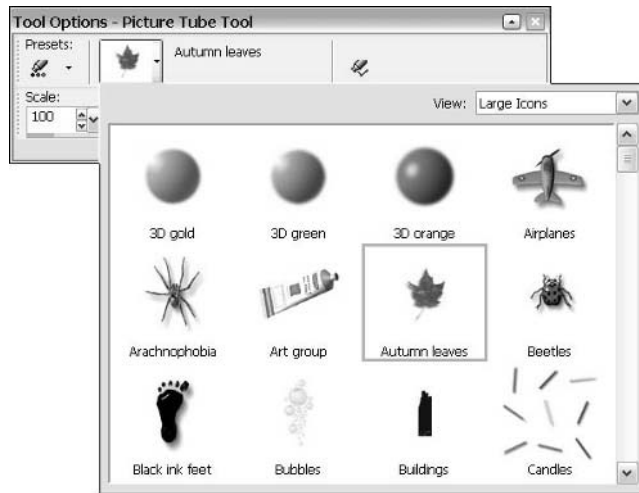 Tool Options - Picture Tube Tool
Presets:
Autumn leaves
Scale:
100
View: Large Icons
3D gold 3D green 3D orange Airplanes
Arachnophobia Art group Autumn leaves Beetles
Black ink feet Bubbles Buildings Candles